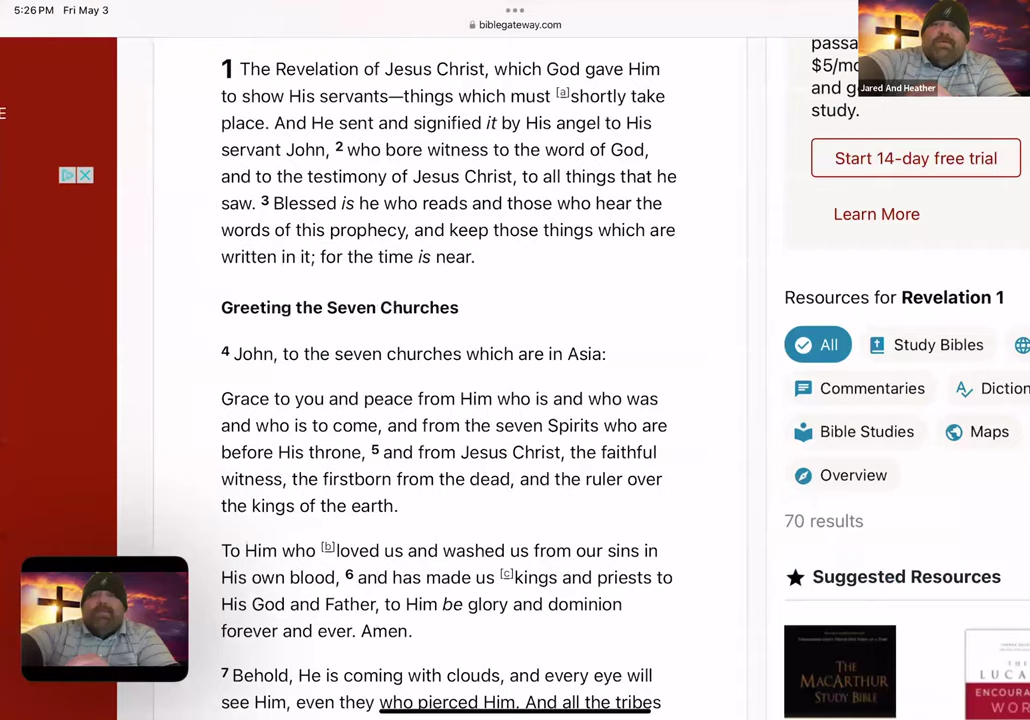 5:26 PM Fri May 3
biblegateway.com
1 The Revelation of Jesus Christ, which God gave Him
to show His servants—things which must [a]shortly take
place. And He sent and signified it by His angel to His
servant John, 2 who bore witness to the word of God,
and to the testimony of Jesus Christ, to all things that he
saw. 3 Blessed is he who reads and those who hear the
words of this prophecy, and keep those things which are
written in it; for the time is near.
Greeting the Seven Churches
4 John, to the seven churches which are in Asia:
Grace to you and peace from Him who is and who was
and who is to come, and from the seven Spirits who are
before His throne, 5 and from Jesus Christ, the faithful
witness, the firstborn from the dead, and the ruler over
the kings of the earth.
To Him who [b]loved us and washed us from our sins in
His own blood, 6 and has made us [c]kings and priests to
His God and Father, to Him be glory and dominion
forever and ever. Amen.
7 Behold, He is coming with clouds, and every eye will
see Him, even they who pierced Him. And all the tribes
E
passa
$5/mo
and g
study.
Jared And Heather
Start 14-day free trial
Learn More
Resources for Revelation 1
All
Study Bibles
Commentaries
Diction
Bible Studies
Maps
Overview
70 results
Suggested Resources
THE
MACARTHUR
STUDY BIBLE
THE
LUCA
ENCOURA
WOR